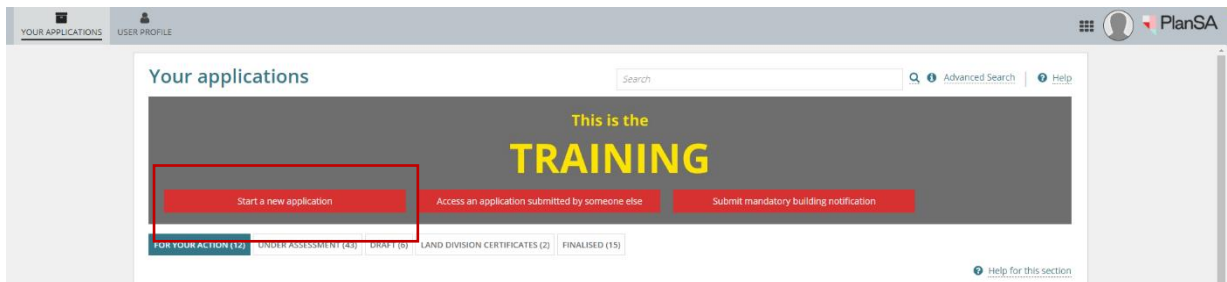 YOUR APPLICATIONS USER PROFILE PlanSA
Your applications Search Advanced Search Help
This is the
TRAINING
Start a new application Access an application submitted by someone else Submit mandatory building notification
FOR YOUR ACTION (12) UNDER ASSESSMENT (43) DRAFT (6) LAND DIVISION CERTIFICATES (2) FINALISED (15)
Help for this section